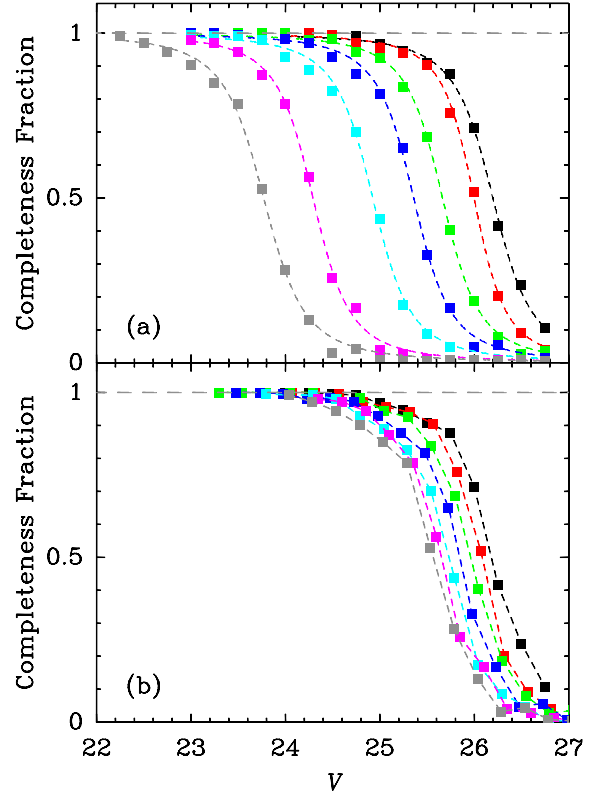 1
0.5
0
Completeness Fraction
(a)
1
0.5
0
Completeness Fraction
(b)
22 23 24 25 26 27
V